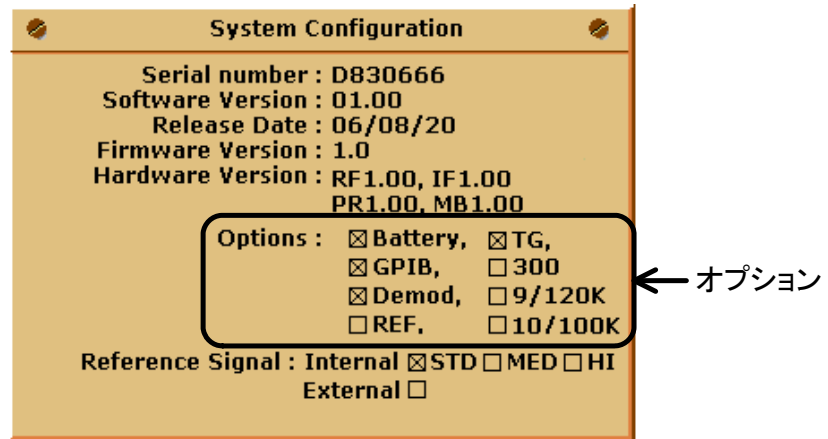 System Configuration
Serial number : D830666
Software Version : 01.00
Release Date : 06/08/20
Firmware Version : 1.0
Hardware Version : RF1.00, IF1.00
PR1.00, MB1.00
Options : ☒ Battery, ☒ TG,
☒ GPIB, ☐ 300
☒ Demod, ☐ 9/120K
☐ REF, ☐ 10/100K
オプション
Reference Signal : Internal ☒ STD ☐ MED ☐ HI
External ☐